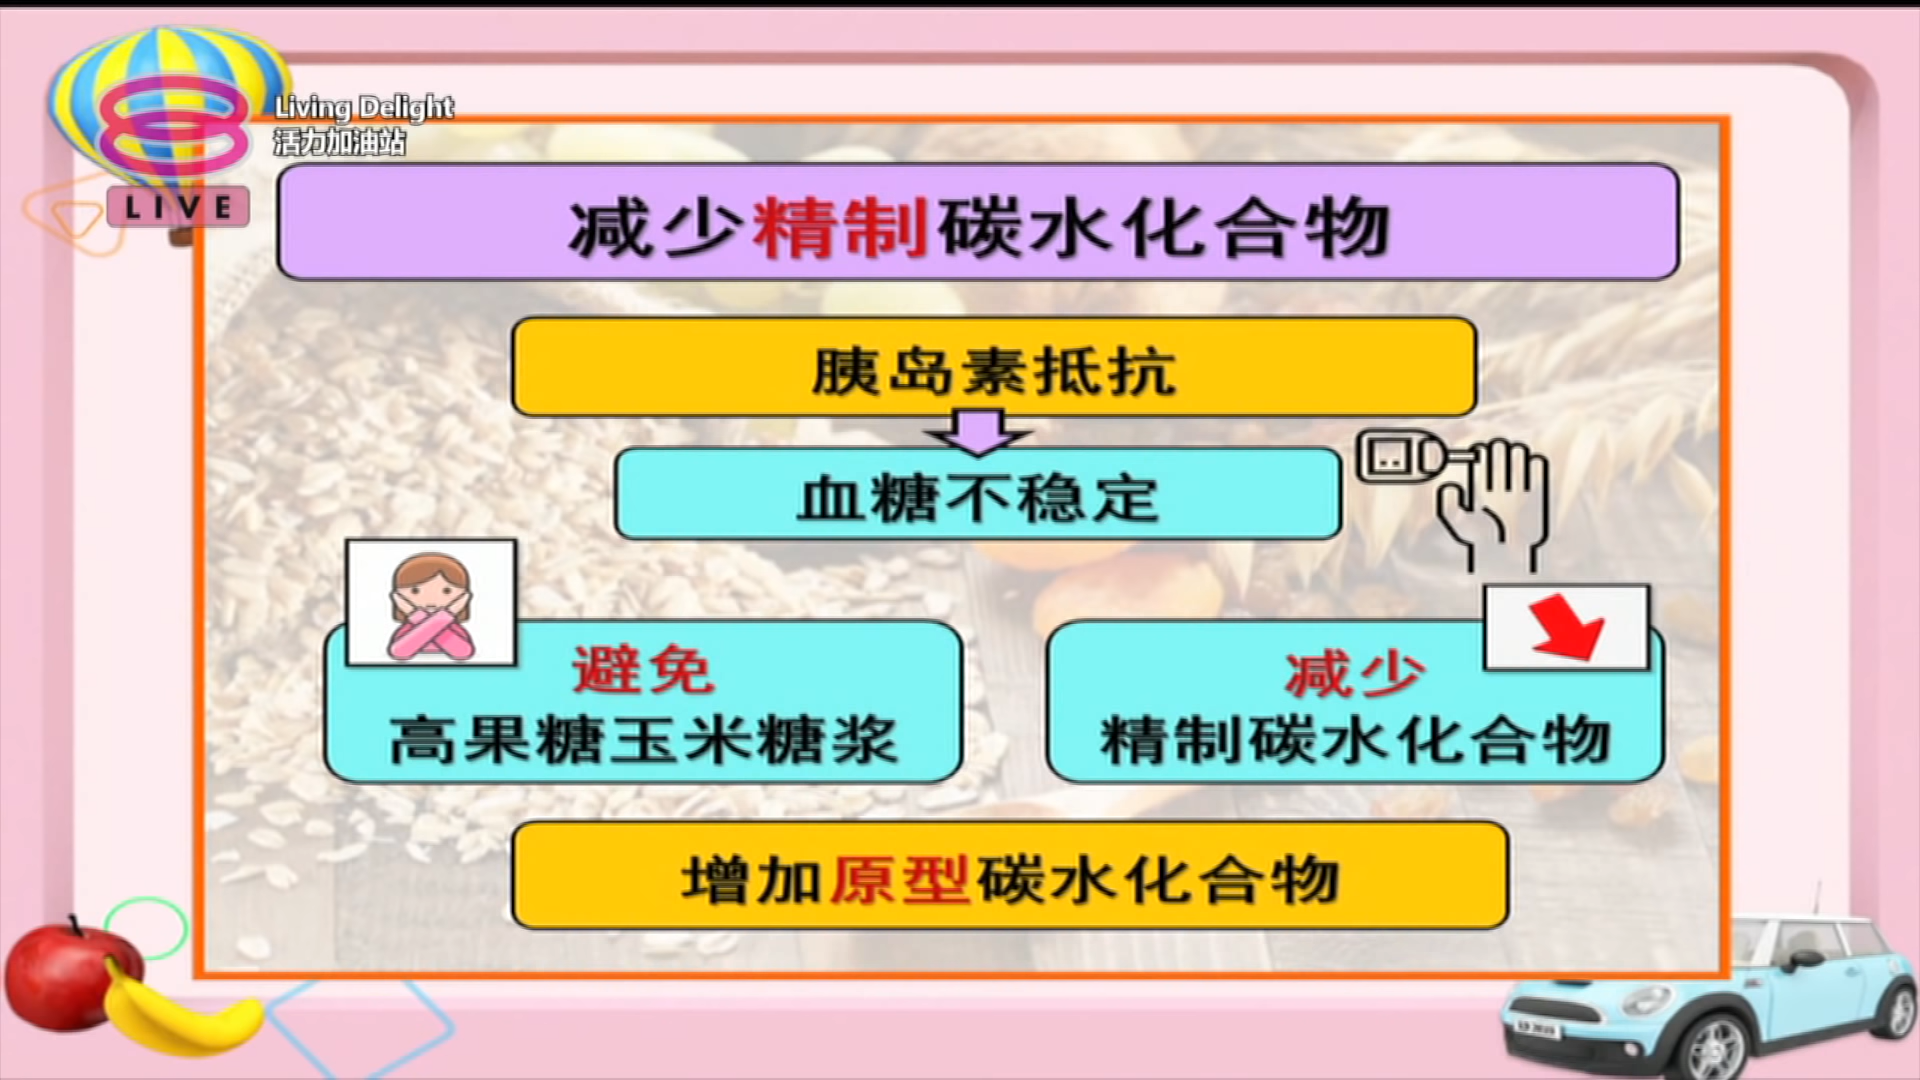 Living Delight
活力加油站
LIVE
减少精制碳水化合物
胰岛素抵抗
血糖不稳定
避免
高果糖玉米糖浆
减少
精制碳水化合物
增加原型碳水化合物